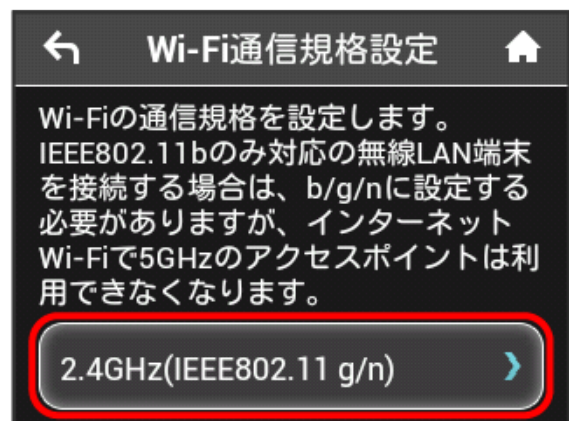 Wi-Fi通信規格設定
Wi-Fiの通信規格を設定します。
IEEE802.11bのみ対応の無線LAN端末
を接続する場合は、b/g/nに設定する
必要がありますが、インターネット
Wi-Fiで5GHzのアクセスポイントは利
用できなくなります。
2.4GHz(IEEE802.11 g/n)